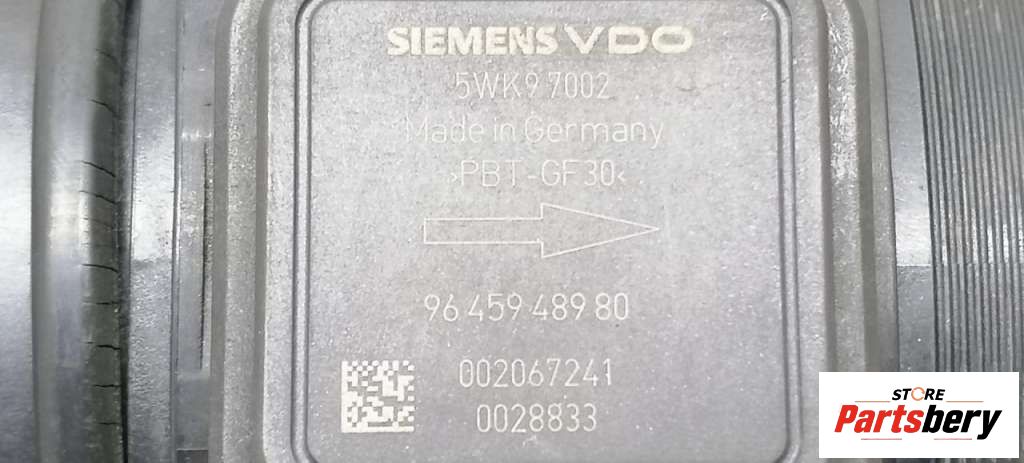 SIEMENS VDO
5WK9 7002
Made in Germany
>PBT-GF30<
96 459 489 80
002067241
0028833
STORE
Partsbery